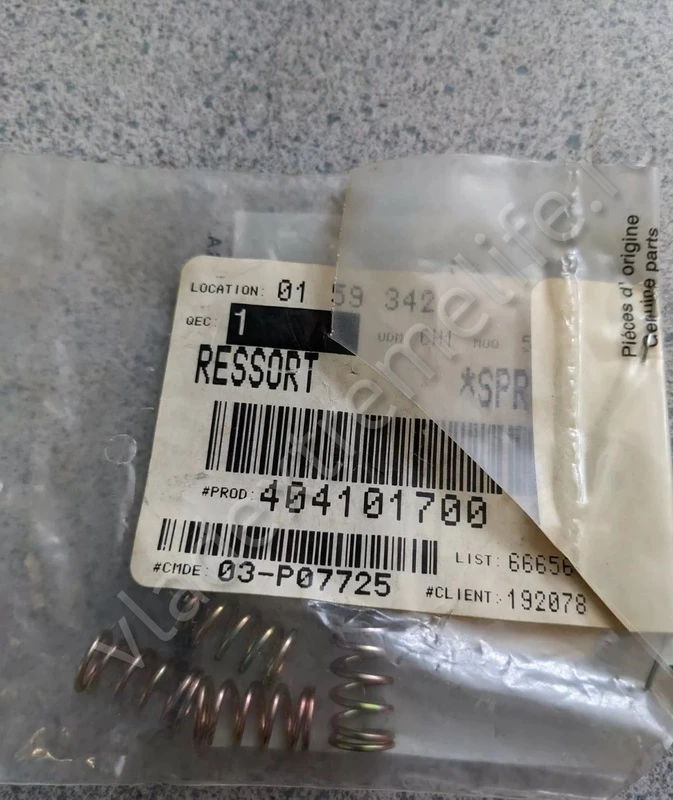 Pièces d' origine
Genuine parts
LOCATION: 01 59 342
QEC: 1
RESSORT *SPR
#PROD: 404101700
LIST: 66656
#CMDE: 03-P07725
#CLIENT: 192078